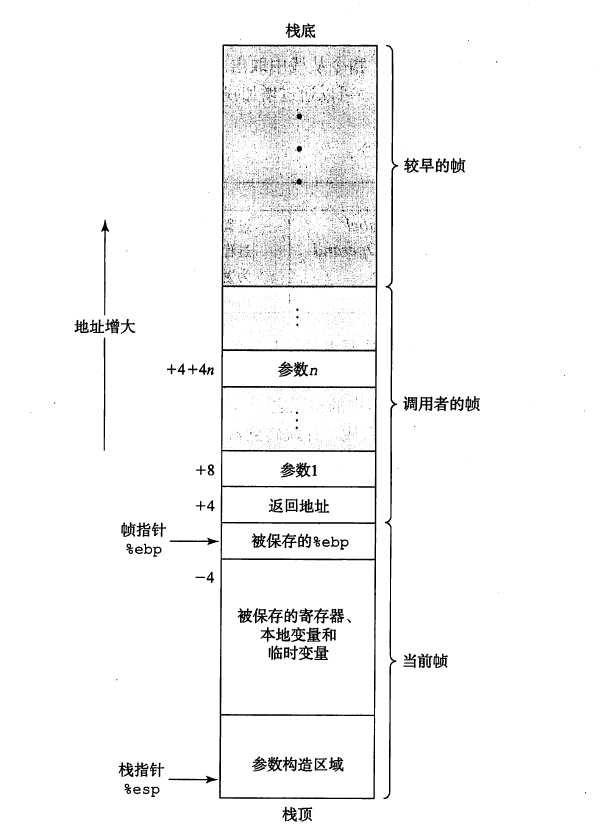 栈底
较早的帧
地址增大
+4+4n
参数n
调用者的帧
+8
参数1
+4
返回地址
帧指针
%ebp
被保存的%ebp
-4
被保存的寄存器、
本地变量和
临时变量
当前帧
参数构造区域
栈指针
%esp
栈顶